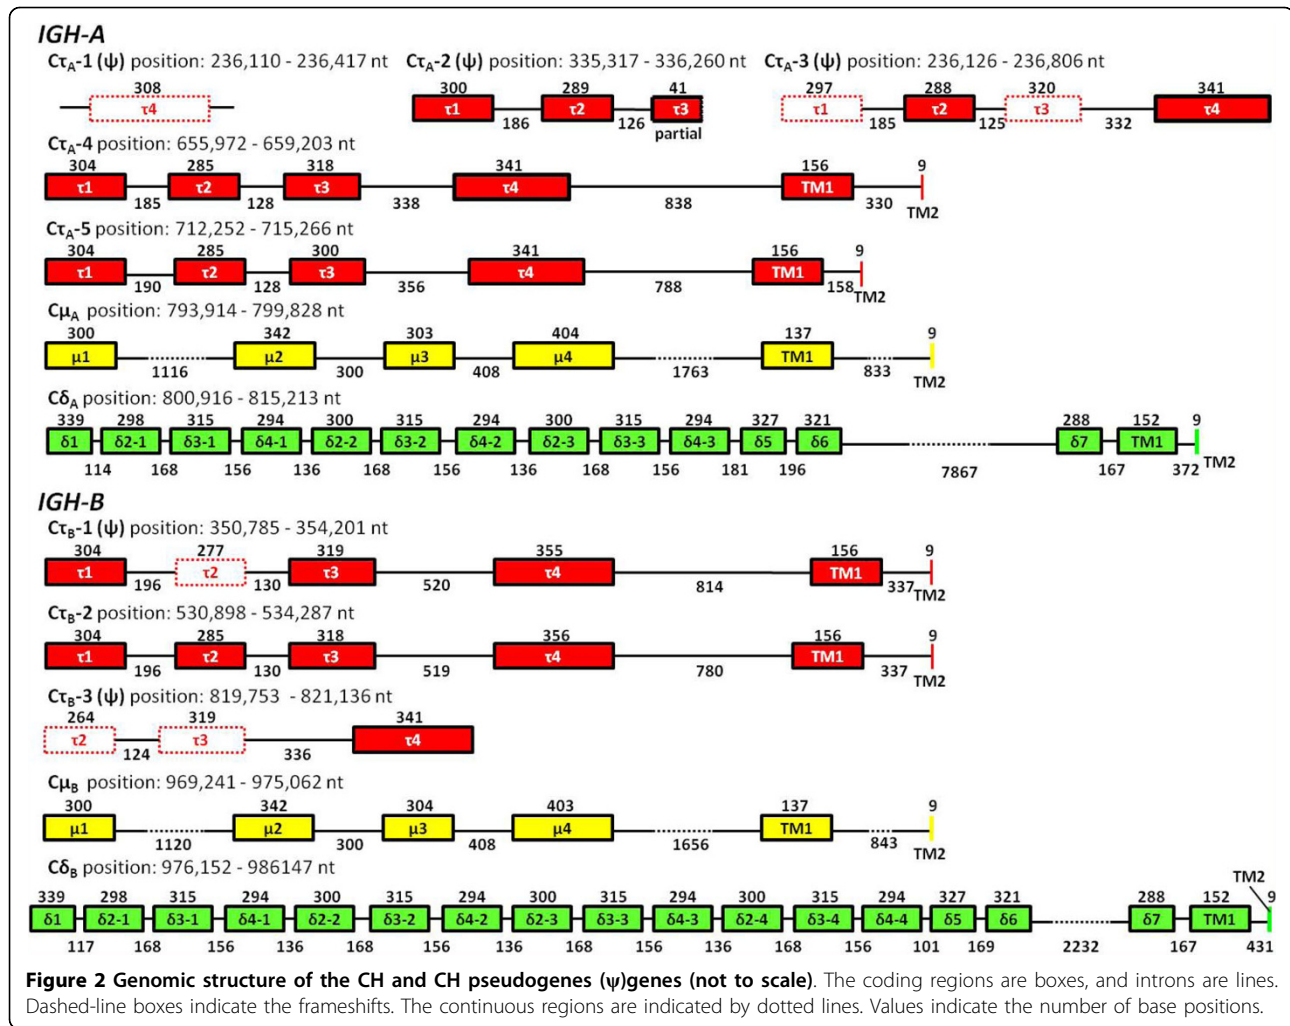 IGH-A
CτA-1 (ψ) position: 236,110 - 236,417 nt CτA-2 (ψ) position: 335,317 - 336,260 nt CτA-3 (ψ) position: 236,126 - 236,806 nt
308 300 289 41 297 288 320 341
τ4 τ1 τ2 τ3 τ1 τ2 τ3 τ4
186 126 partial 185 125 332
CτA-4 position: 655,972 - 659,203 nt
304 285 318 341 156 9
τ1 τ2 τ3 τ4 TM1
185 128 338 838 330 TM2
CτA-5 position: 712,252 - 715,266 nt
304 285 300 341 156 9
τ1 τ2 τ3 τ4 TM1
190 128 356 788 158 TM2
CμA position: 793,914 - 799,828 nt
300 342 303 404 137 9
μ1 μ2 μ3 μ4 TM1
1116 300 408 1763 833 TM2
CδA position: 800,916 - 815,213 nt
339 298 315 294 300 315 294 300 315 294 327 321 288 152 9
δ1 δ2-1 δ3-1 δ4-1 δ2-2 δ3-2 δ4-2 δ2-3 δ3-3 δ4-3 δ5 δ6 δ7 TM1
114 168 156 136 168 156 136 168 156 181 196 7867 167 372 TM2
IGH-B
CτB-1 (ψ) position: 350,785 - 354,201 nt
304 277 319 355 156 9
τ1 τ2 τ3 τ4 TM1
196 130 520 814 337 TM2
CτB-2 position: 530,898 - 534,287 nt
304 285 318 356 156 9
τ1 τ2 τ3 τ4 TM1
196 130 519 780 337 TM2
CτB-3 (ψ) position: 819,753 - 821,136 nt
264 319 341
τ2 τ3 τ4
124 336
CμB position: 969,241 - 975,062 nt
300 342 304 403 137 9
μ1 μ2 μ3 μ4 TM1
1120 300 408 1656 843 TM2
CδB position: 976,152 - 986147 nt
TM2
339 298 315 294 300 315 294 300 315 294 300 315 294 327 321 288 152 9
δ1 δ2-1 δ3-1 δ4-1 δ2-2 δ3-2 δ4-2 δ2-3 δ3-3 δ4-3 δ2-4 δ3-4 δ4-4 δ5 δ6 δ7 TM1
117 168 156 136 168 156 136 168 156 136 168 156 101 169 2232 167 431
Figure 2 Genomic structure of the CH and CH pseudogenes (ψ)genes (not to scale). The coding regions are boxes, and introns are lines.
Dashed-line boxes indicate the frameshifts. The continuous regions are indicated by dotted lines. Values indicate the number of base positions.